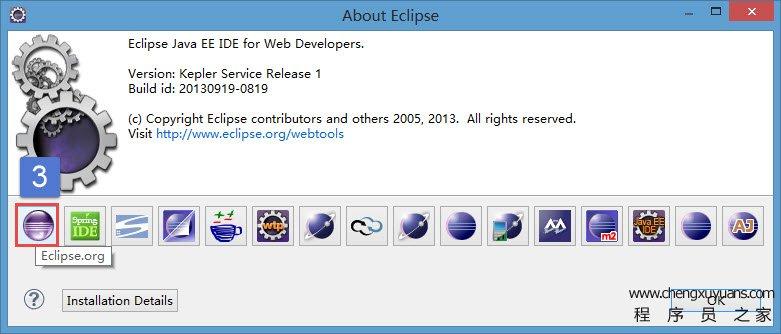 About Eclipse
Eclipse Java EE IDE for Web Developers.
Version: Kepler Service Release 1
Build id: 20130919-0819
(c) Copyright Eclipse contributors and others 2005, 2013.  All rights reserved.
Visit http://www.eclipse.org/webtools
3
Spring IDE
wtp
m2
Java EE IDE
AJ
Eclipse.org
?
Installation Details
OK
www.chengxuyuans.com
程 序 员 之 家